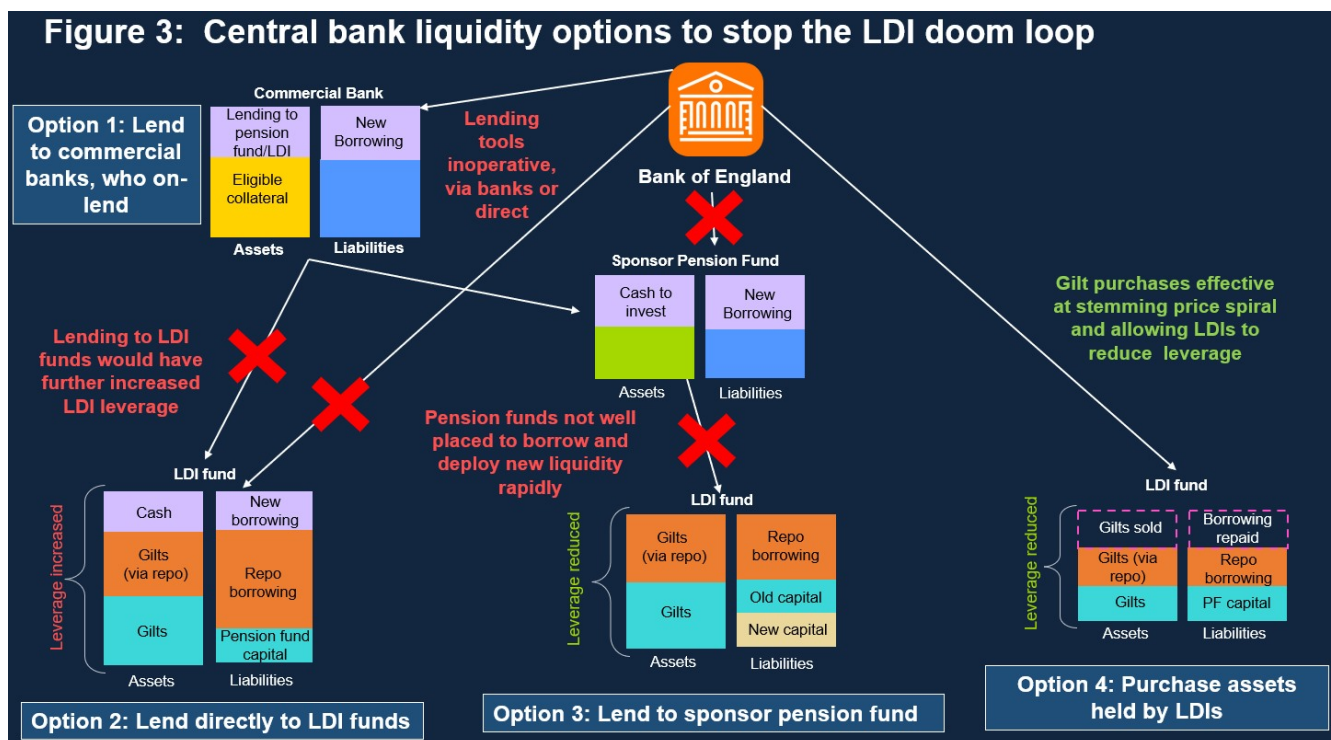 Figure 3: Central bank liquidity options to stop the LDI doom loop
Option 1: Lend
to commercial
banks, who on-
lend
Commercial Bank
Lending to
pension
fund/LDI
Eligible
collateral
New
Borrowing
Assets
Liabilities
Lending
tools
inoperative,
via banks or
direct
Bank of England
Sponsor Pension Fund
Cash to
invest
New
Borrowing
Assets
Liabilities
Gilt purchases effective
at stemming price spiral
and allowing LDIs to
reduce leverage
Lending to LDI
funds would have
further increased
LDI leverage
Pension funds not well
placed to borrow and
deploy new liquidity
rapidly
LDI fund
Leverage increased
Cash
Gilts
(via repo)
Gilts
New
borrowing
Repo
borrowing
Pension fund
capital
Assets
Liabilities
Option 2: Lend directly to LDI funds
LDI fund
Leverage reduced
Gilts
(via repo)
Gilts
Repo
borrowing
Old capital
New capital
Assets
Liabilities
Option 3: Lend to sponsor pension fund
LDI fund
Leverage reduced
Gilts sold
Gilts (via
repo)
Gilts
Borrowing
repaid
Repo
borrowing
PF capital
Assets
Liabilities
Option 4: Purchase assets
held by LDIs